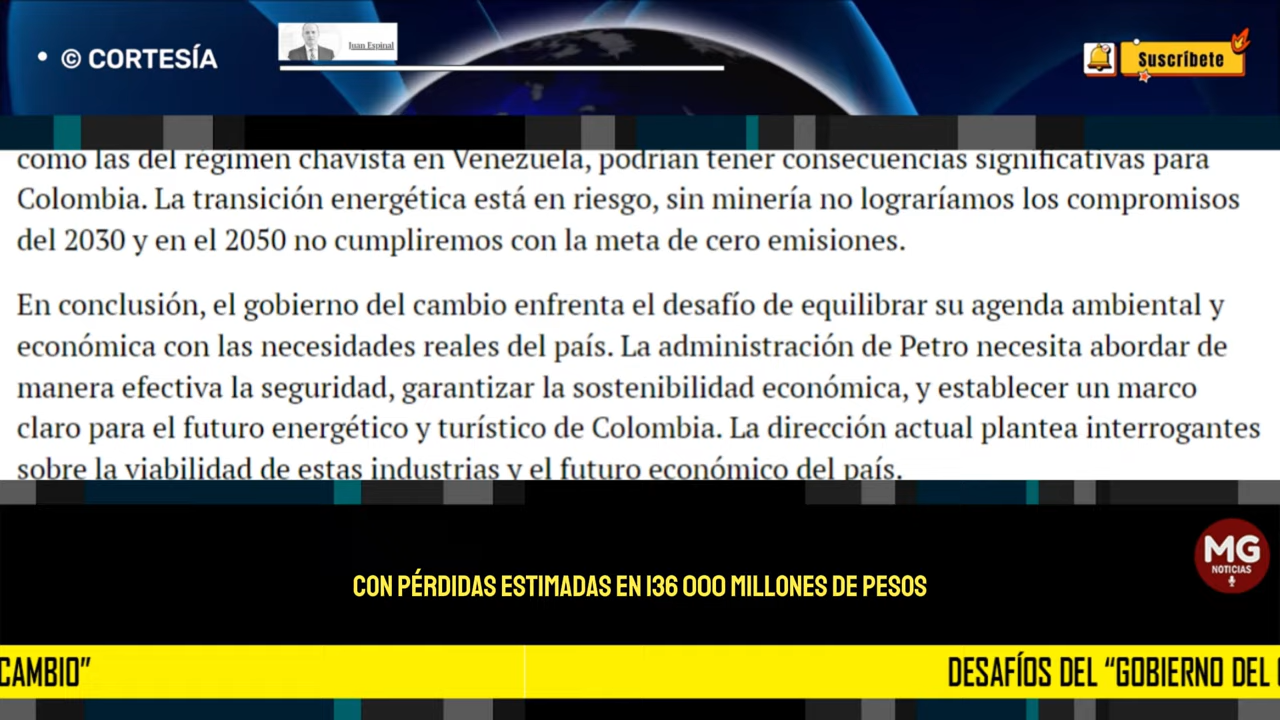 • © CORTESÍA
Juan Espinal
Suscríbete
como las del régimen chavista en Venezuela, podrían tener consecuencias significativas para
Colombia. La transición energética está en riesgo, sin minería no lograríamos los compromisos
del 2030 y en el 2050 no cumpliremos con la meta de cero emisiones.
En conclusión, el gobierno del cambio enfrenta el desafío de equilibrar su agenda ambiental y
económica con las necesidades reales del país. La administración de Petro necesita abordar de
manera efectiva la seguridad, garantizar la sostenibilidad económica, y establecer un marco
claro para el futuro energético y turístico de Colombia. La dirección actual plantea interrogantes
sobre la viabilidad de estas industrias y el futuro económico del país.
MG
NOTICIAS
CON PÉRDIDAS ESTIMADAS EN 136 000 MILLONES DE PESOS
CAMBIO”
DESAFÍOS DEL “GOBIERNO DEL